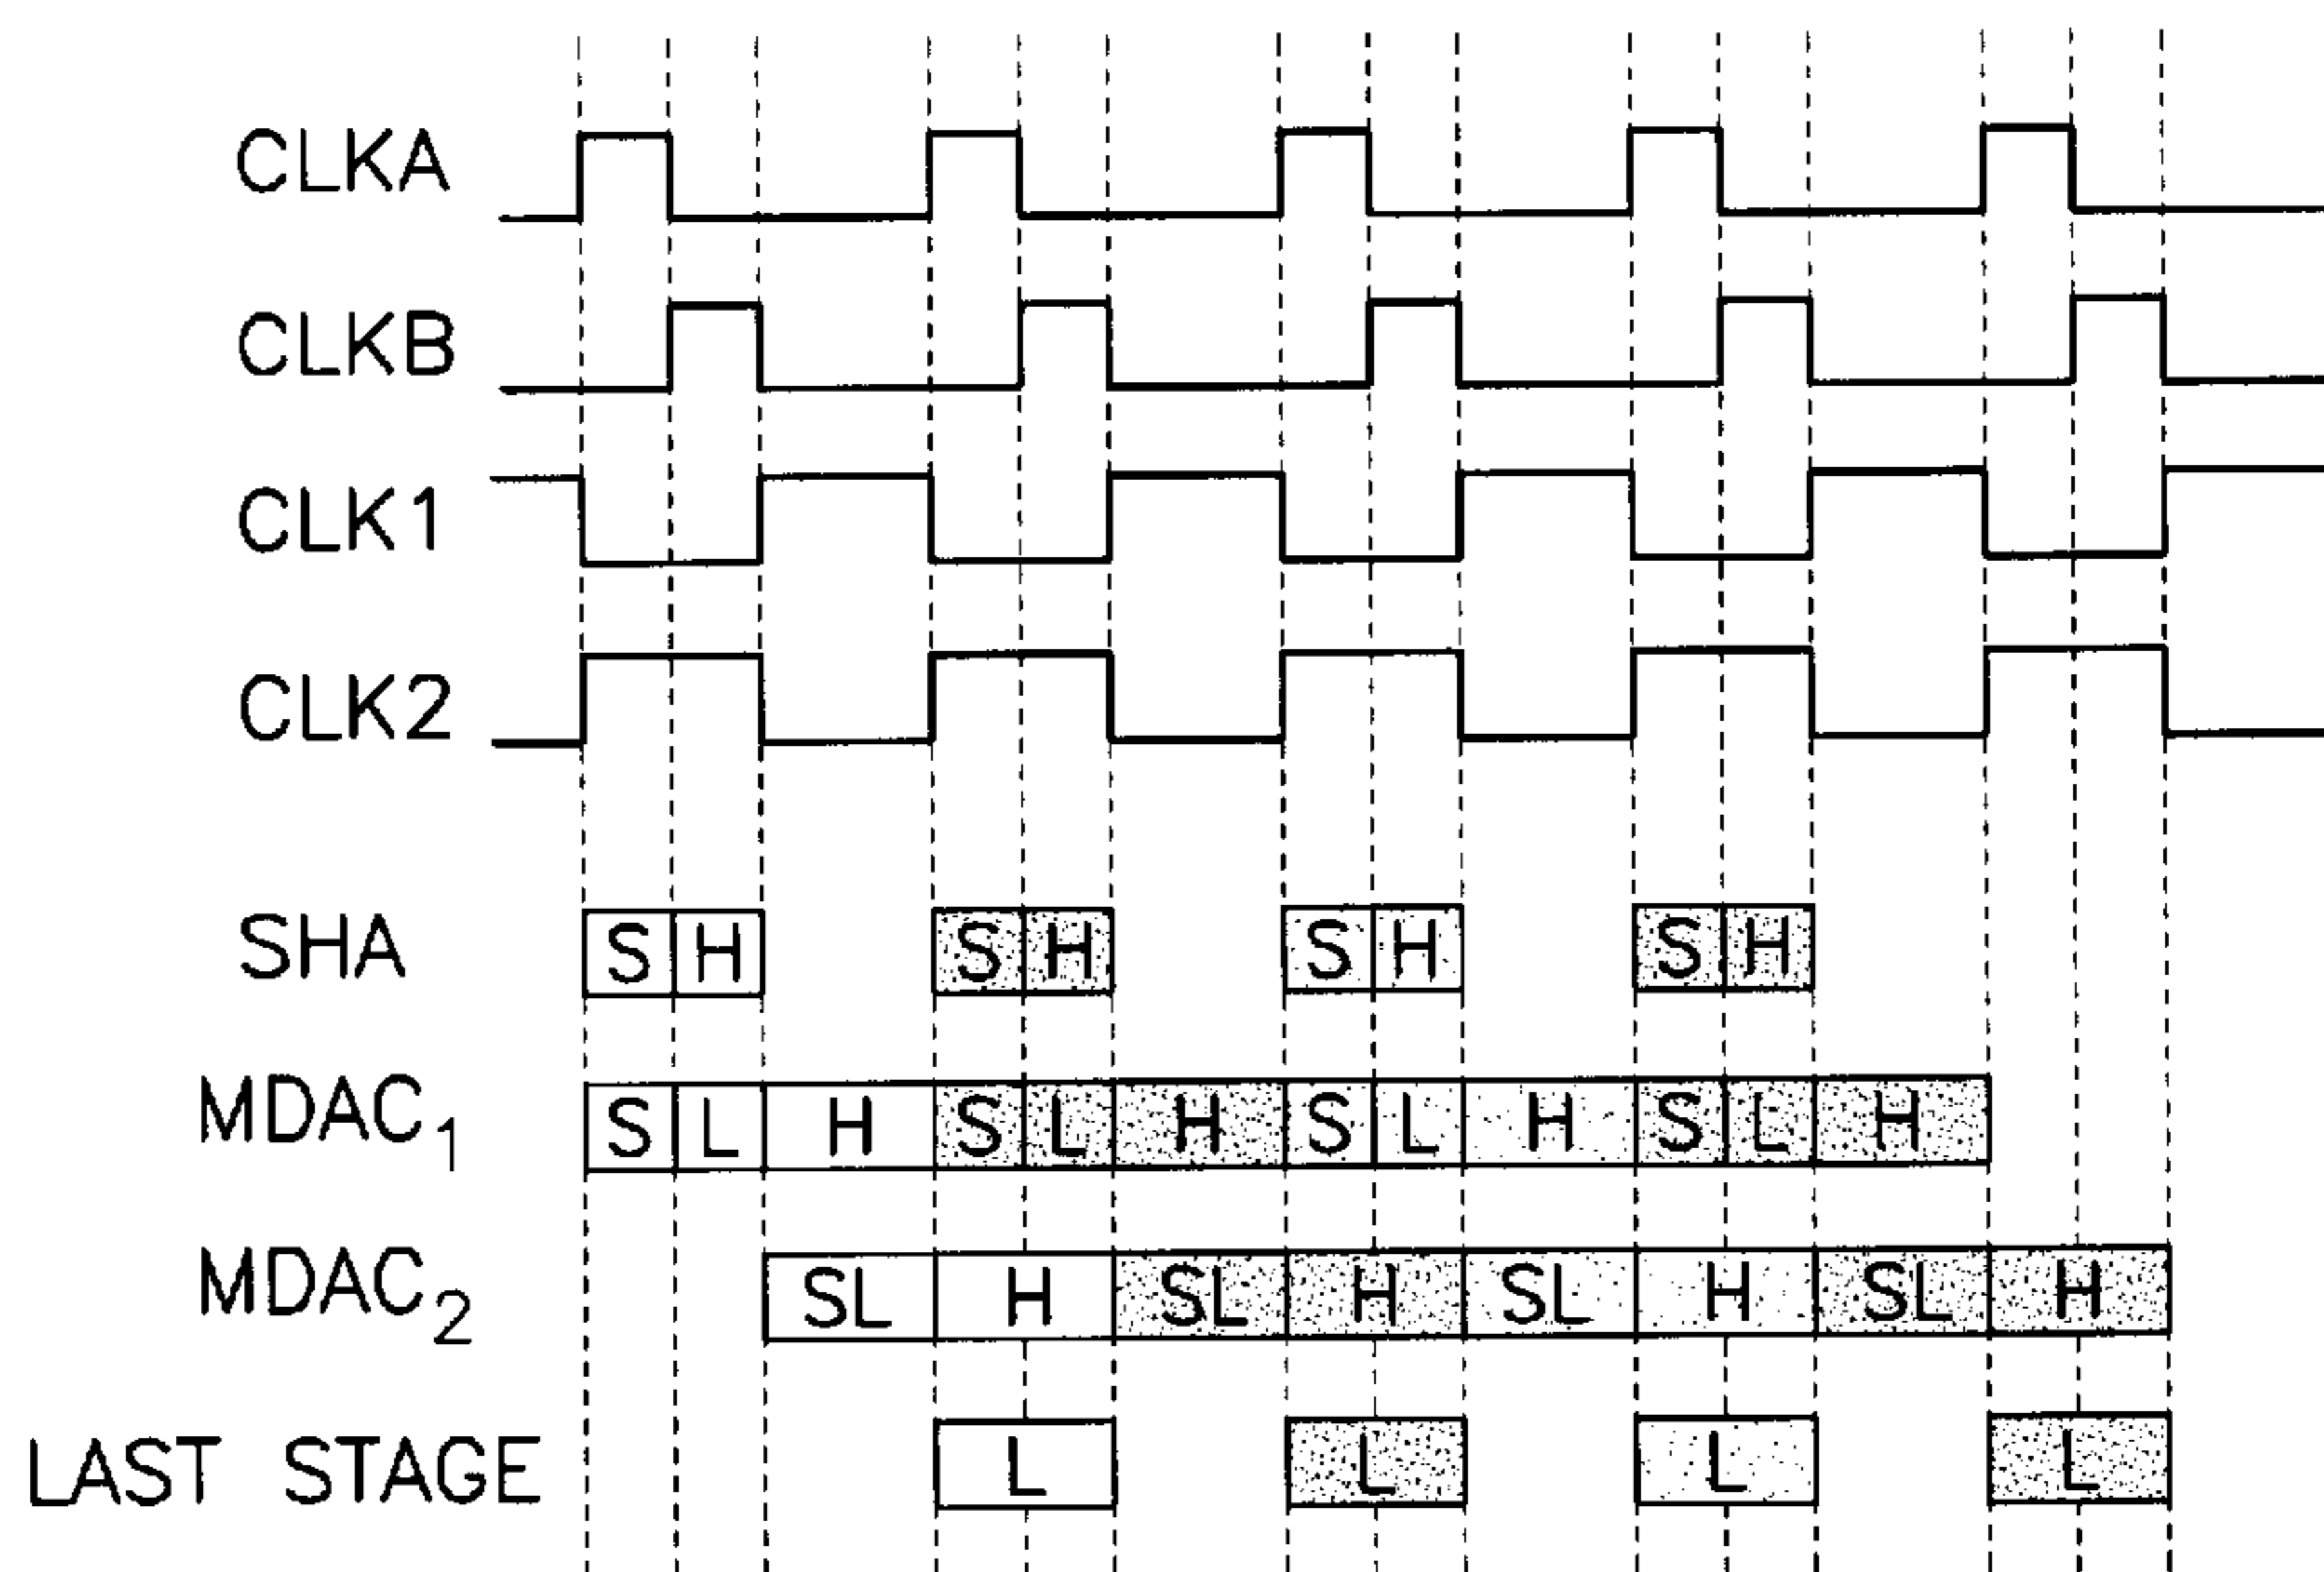 CLKA
CLKB
CLK1
CLK2
SHA S H S H S H S H
MDAC1 S L H S L H S L H S L H
MDAC2 SL H SL H SL H SL H
LAST STAGE L L L L